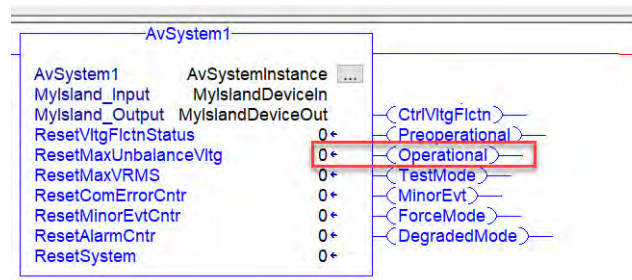 AvSystem1
AvSystem1 AvSystemInstance ...
MyIsland_Input MyIslandDeviceIn
MyIsland_Output MyIslandDeviceOut CtrlVltgFlctn
ResetVltgFlctnStatus 0 Preoperational
ResetMaxUnbalanceVltg 0 Operational
ResetMaxVRMS 0 TestMode
ResetComErrorCntr 0 MinorEvt
ResetMinorEvtCntr 0 ForceMode
ResetAlarmCntr 0 DegradedMode
ResetSystem 0